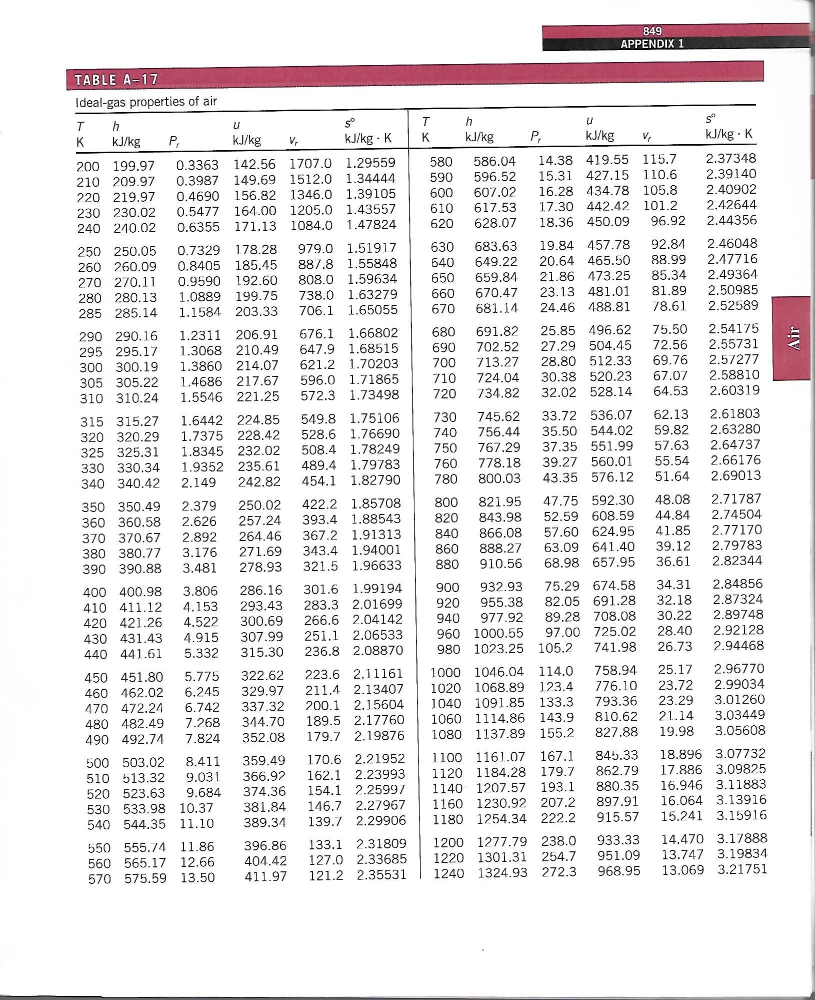 849
APPENDIX 1
TABLE A–17
Ideal-gas properties of air
T h u s° T h u s°
K kJ/kg Pr kJ/kg vr kJ/kg · K K kJ/kg Pr kJ/kg vr kJ/kg · K
200 199.97 0.3363 142.56 1707.0 1.29559 580 586.04 14.38 419.55 115.7 2.37348
210 209.97 0.3987 149.69 1512.0 1.34444 590 596.52 15.31 427.15 110.6 2.39140
220 219.97 0.4690 156.82 1346.0 1.39105 600 607.02 16.28 434.78 105.8 2.40902
230 230.02 0.5477 164.00 1205.0 1.43557 610 617.53 17.30 442.42 101.2 2.42644
240 240.02 0.6355 171.13 1084.0 1.47824 620 628.07 18.36 450.09 96.92 2.44356
250 250.05 0.7329 178.28 979.0 1.51917 630 683.63 19.84 457.78 92.84 2.46048
260 260.09 0.8405 185.45 887.8 1.55848 640 649.22 20.64 465.50 88.99 2.47716
270 270.11 0.9590 192.60 808.0 1.59634 650 659.84 21.86 473.25 85.34 2.49364
280 280.13 1.0889 199.75 738.0 1.63279 660 670.47 23.13 481.01 81.89 2.50985
285 285.14 1.1584 203.33 706.1 1.65055 670 681.14 24.46 488.81 78.61 2.52589
290 290.16 1.2311 206.91 676.1 1.66802 680 691.82 25.85 496.62 75.50 2.54175
295 295.17 1.3068 210.49 647.9 1.68515 690 702.52 27.29 504.45 72.56 2.55731
300 300.19 1.3860 214.07 621.2 1.70203 700 713.27 28.80 512.33 69.76 2.57277
305 305.22 1.4686 217.67 596.0 1.71865 710 724.04 30.38 520.23 67.07 2.58810
310 310.24 1.5546 221.25 572.3 1.73498 720 734.82 32.02 528.14 64.53 2.60319
315 315.27 1.6442 224.85 549.8 1.75106 730 745.62 33.72 536.07 62.13 2.61803
320 320.29 1.7375 228.42 528.6 1.76690 740 756.44 35.50 544.02 59.82 2.63280
325 325.31 1.8345 232.02 508.4 1.78249 750 767.29 37.35 551.99 57.63 2.64737
330 330.34 1.9352 235.61 489.4 1.79783 760 778.18 39.27 560.01 55.54 2.66176
340 340.42 2.149 242.82 454.1 1.82790 780 800.03 43.35 576.12 51.64 2.69013
350 350.49 2.379 250.02 422.2 1.85708 800 821.95 47.75 592.30 48.08 2.71787
360 360.58 2.626 257.24 393.4 1.88543 820 843.98 52.59 608.59 44.84 2.74504
370 370.67 2.892 264.46 367.2 1.91313 840 866.08 57.60 624.95 41.85 2.77170
380 380.77 3.176 271.69 343.4 1.94001 860 888.27 63.09 641.40 39.12 2.79783
390 390.88 3.481 278.93 321.5 1.96633 880 910.56 68.98 657.95 36.61 2.82344
400 400.98 3.806 286.16 301.6 1.99194 900 932.93 75.29 674.58 34.31 2.84856
410 411.12 4.153 293.43 283.3 2.01699 920 955.38 82.05 691.28 32.18 2.87324
420 421.26 4.522 300.69 266.6 2.04142 940 977.92 89.28 708.08 30.22 2.89748
430 431.43 4.915 307.99 251.1 2.06533 960 1000.55 97.00 725.02 28.40 2.92128
440 441.61 5.332 315.30 236.8 2.08870 980 1023.25 105.2 741.98 26.73 2.94468
450 451.80 5.775 322.62 223.6 2.11161 1000 1046.04 114.0 758.94 25.17 2.96770
460 462.02 6.245 329.97 211.4 2.13407 1020 1068.89 123.4 776.10 23.72 2.99034
470 472.24 6.742 337.32 200.1 2.15604 1040 1091.85 133.3 793.36 23.29 3.01260
480 482.49 7.268 344.70 189.5 2.17760 1060 1114.86 143.9 810.62 21.14 3.03449
490 492.74 7.824 352.08 179.7 2.19876 1080 1137.89 155.2 827.88 19.98 3.05608
500 503.02 8.411 359.49 170.6 2.21952 1100 1161.07 167.1 845.33 18.896 3.07732
510 513.32 9.031 366.92 162.1 2.23993 1120 1184.28 179.7 862.79 17.886 3.09825
520 523.63 9.684 374.36 154.1 2.25997 1140 1207.57 193.1 880.35 16.946 3.11883
530 533.98 10.37 381.84 146.7 2.27967 1160 1230.92 207.2 897.91 16.064 3.13916
540 544.35 11.10 389.34 139.7 2.29906 1180 1254.34 222.2 915.57 15.241 3.15916
550 555.74 11.86 396.86 133.1 2.31809 1200 1277.79 238.0 933.33 14.470 3.17888
560 565.17 12.66 404.42 127.0 2.33685 1220 1301.31 254.7 951.09 13.747 3.19834
570 575.59 13.50 411.97 121.2 2.35531 1240 1324.93 272.3 968.95 13.069 3.21751
Air